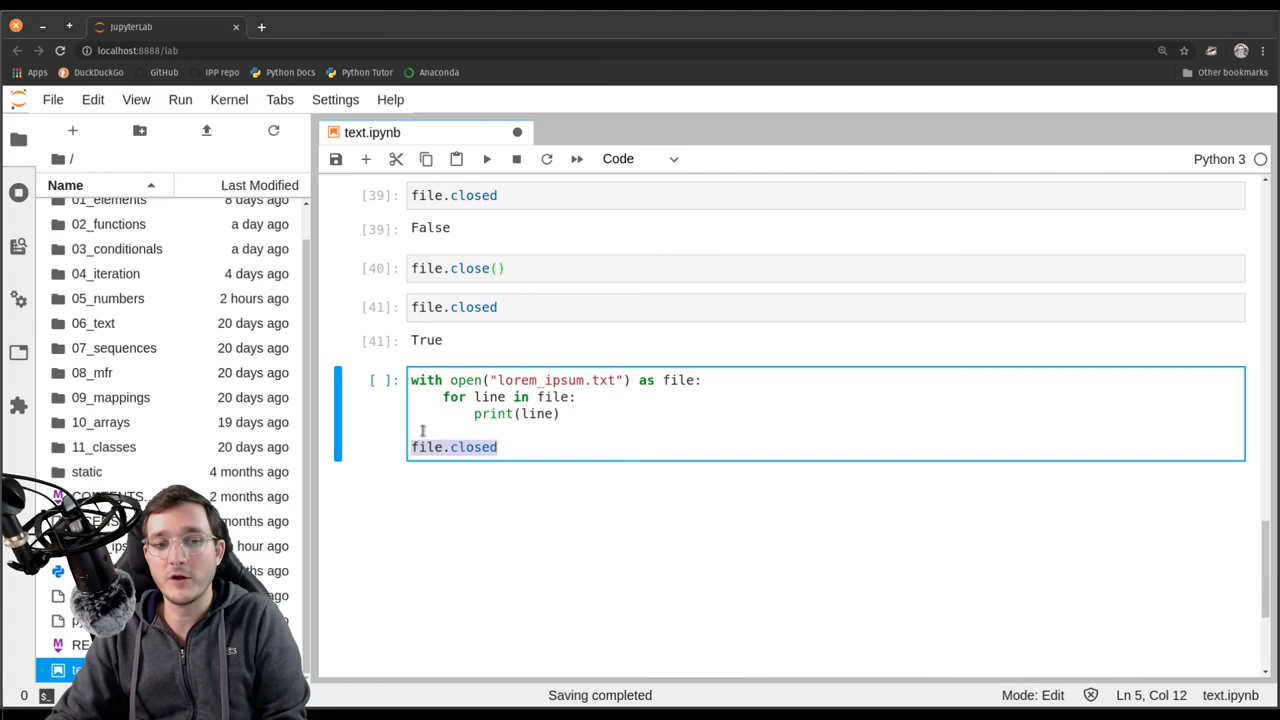 JupyterLab
localhost:8888/lab
Apps DuckDuckGo GitHub IPP repo Python Docs Python Tutor Anaconda Other bookmarks
File Edit View Run Kernel Tabs Settings Help
text.ipynb
/
Code Python 3
Name Last Modified
01_elements 8 days ago
02_functions a day ago
03_conditionals a day ago
04_iteration 4 days ago
05_numbers 2 hours ago
06_text 20 days ago
07_sequences 20 days ago
08_mfr 20 days ago
09_mappings 20 days ago
10_arrays 19 days ago
11_classes 20 days ago
static 4 months ago
2 months ago
months ago
hour ago
ago
ago
ago
ago
[39]: file.closed
[39]: False
[40]: file.close()
[41]: file.closed
[41]: True
[ ]: with open("lorem_ipsum.txt") as file:
for line in file:
print(line)
file.closed
0 $_ Saving completed Mode: Edit Ln 5, Col 12 text.ipynb